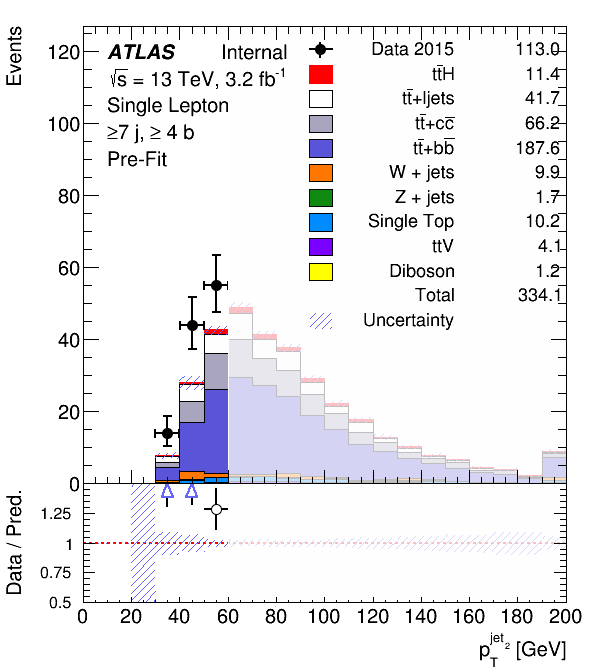 Events
120
100
80
60
40
20
0
ATLAS Internal
√s = 13 TeV, 3.2 fb⁻¹
Single Lepton
≥7 j, ≥ 4 b
Pre-Fit
Data 2015 113.0
tt̄H 11.4
tt̄+ljets 41.7
tt̄+cc̄ 66.2
tt̄+bb̄ 187.6
W + jets 9.9
Z + jets 1.7
Single Top 10.2
ttV 4.1
Diboson 1.2
Total 334.1
Uncertainty
Data / Pred.
1.25
1
0.75
0.5
0 20 40 60 80 100 120 140 160 180 200
p_T^jet₂ [GeV]